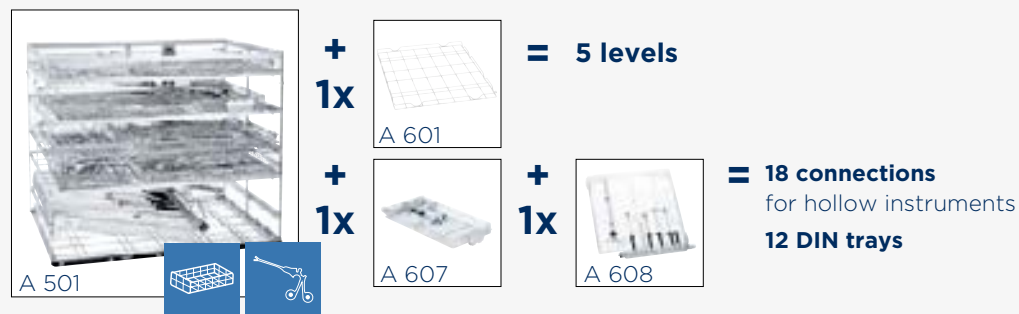 +
1x
A 601
= 5 levels
A 501
+
1x
A 607
+
1x
A 608
= 18 connections
for hollow instruments
12 DIN trays